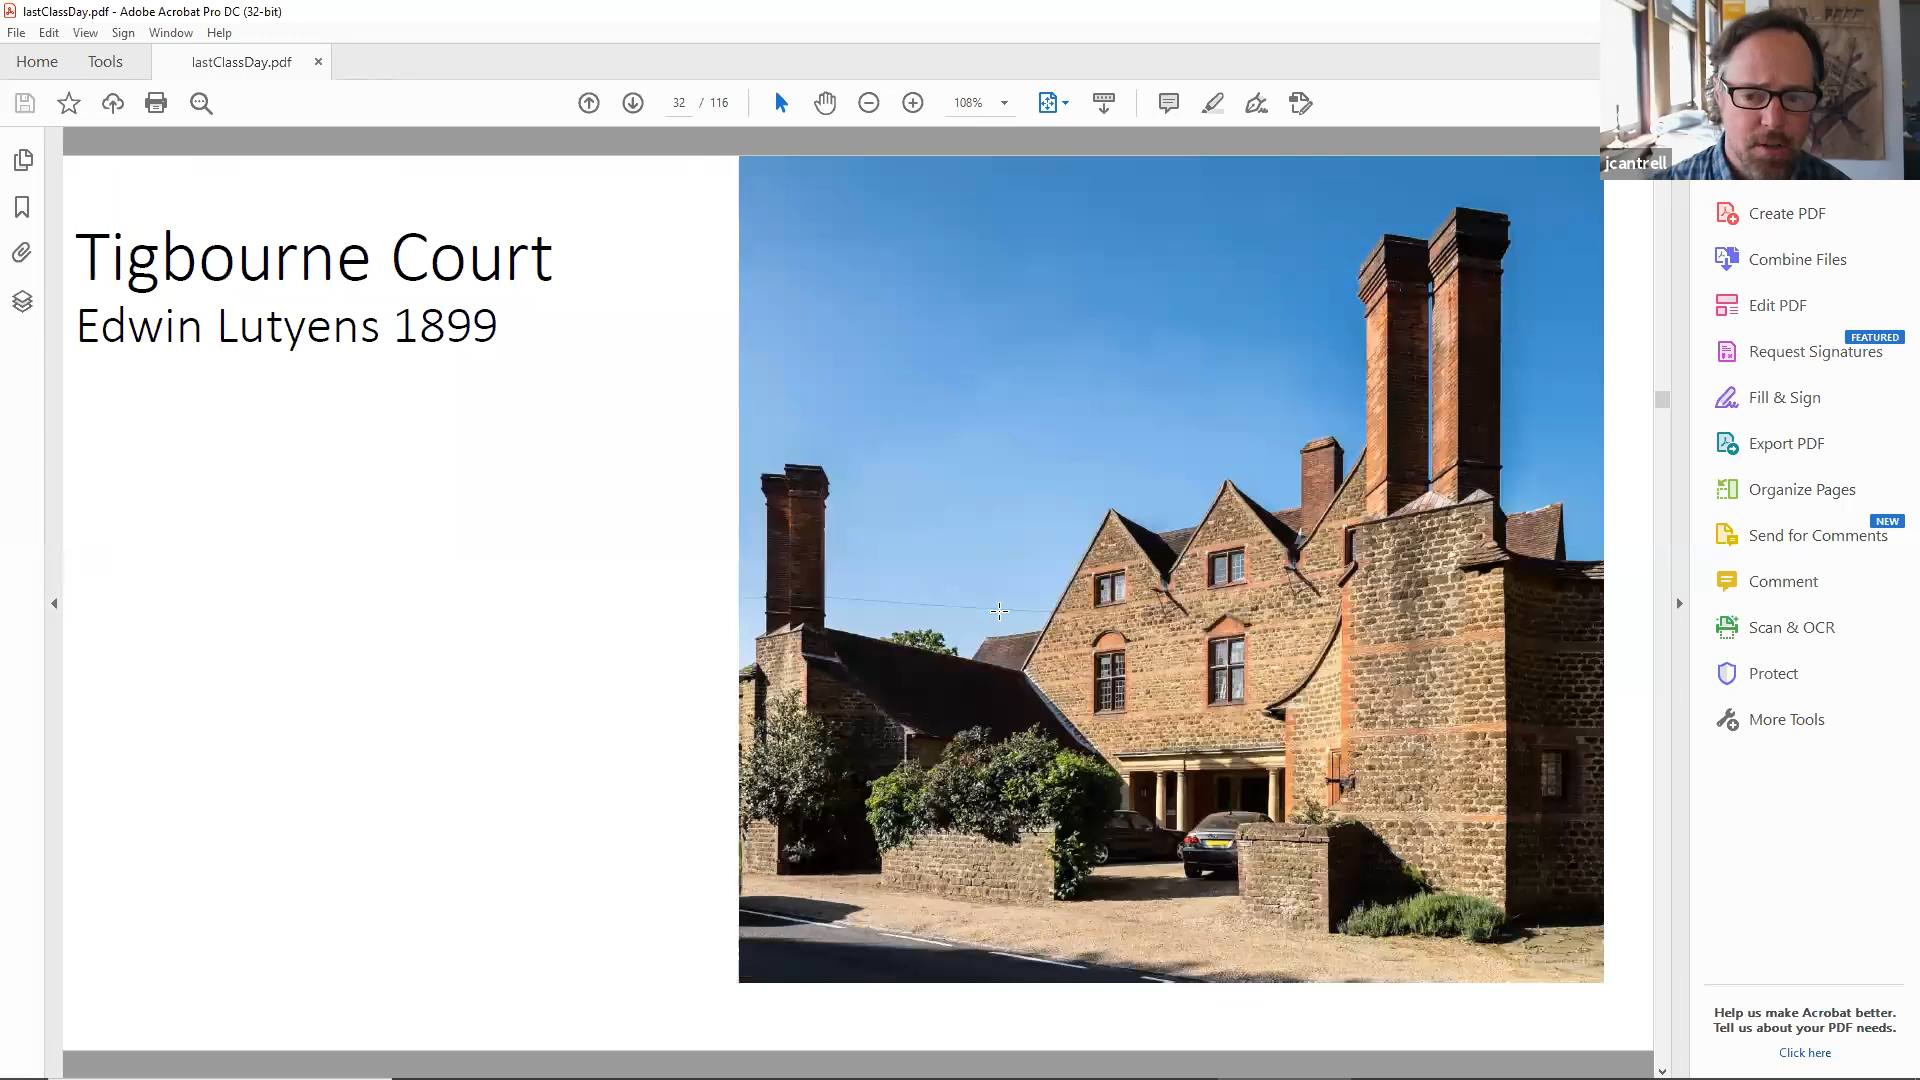 lastClassDay.pdf - Adobe Acrobat Pro DC (32-bit)
File Edit View Sign Window Help
Home Tools lastClassDay.pdf ×
32 / 116 108%
jcantrell
Tigbourne Court
Edwin Lutyens 1899
Create PDF
Combine Files
Edit PDF
FEATURED
Request Signatures
Fill & Sign
Export PDF
Organize Pages
NEW
Send for Comments
Comment
Scan & OCR
Protect
More Tools
Help us make Acrobat better.
Tell us about your PDF needs.
Click here